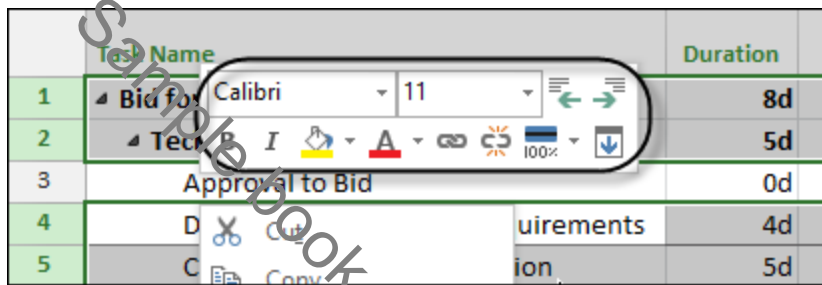 Task Name Duration
1 Bid for 8d
2 Tec 5d
Calibri 11
B I A 100%
3 Approval to Bid 0d
4 D uirements 4d
Cut
5 C ion 5d
Copy
Sample book